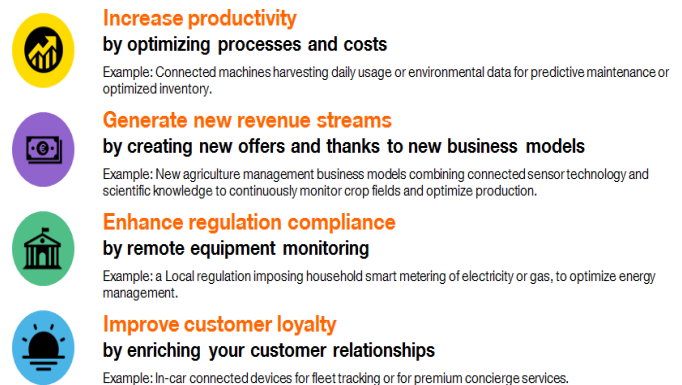 Increase productivity
by optimizing processes and costs
Example: Connected machines harvesting daily usage or environmental data for predictive maintenance or
optimized inventory.
Generate new revenue streams
by creating new offers and thanks to new business models
Example: New agriculture management business models combining connected sensor technology and
scientific knowledge to continuously monitor crop fields and optimize production.
Enhance regulation compliance
by remote equipment monitoring
Example: a Local regulation imposing household smart metering of electricity or gas, to optimize energy
management.
Improve customer loyalty
by enriching your customer relationships
Example: In-car connected devices for fleet tracking or for premium concierge services.